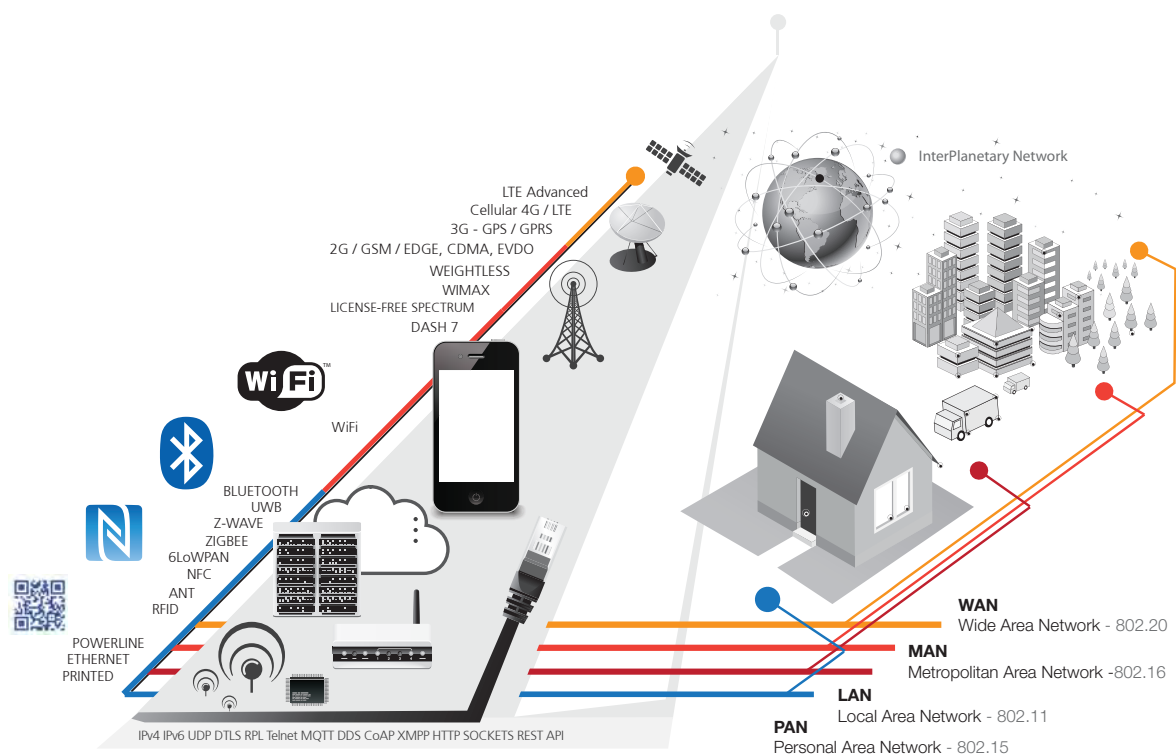 InterPlanetary Network
LTE Advanced
Cellular 4G / LTE
3G - GPS / GPRS
2G / GSM / EDGE, CDMA, EVDO
WEIGHTLESS
WIMAX
LICENSE-FREE SPECTRUM
DASH 7
WiFi™
WiFi
BLUETOOTH
UWB
Z-WAVE
ZIGBEE
6LoWPAN
NFC
ANT
RFID
POWERLINE
ETHERNET
PRINTED
WAN
Wide Area Network - 802.20
MAN
Metropolitan Area Network -802.16
LAN
Local Area Network - 802.11
PAN
Personal Area Network - 802.15
IPv4 IPv6 UDP DTLS RPL Telnet MQTT DDS CoAP XMPP HTTP SOCKETS REST API